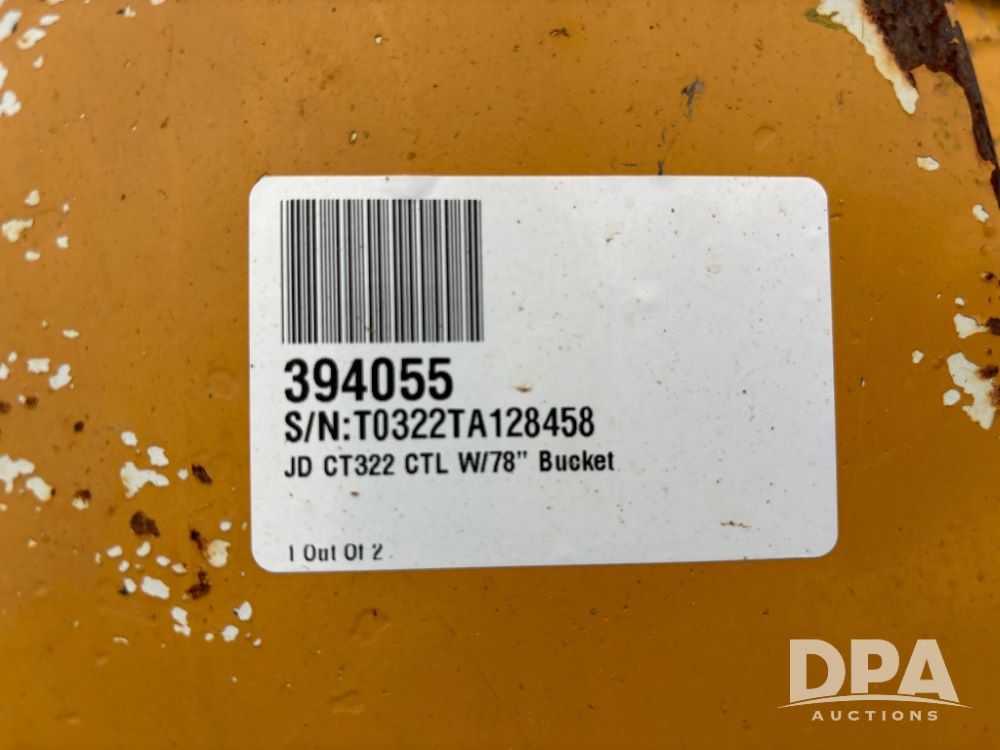 394055
S/N:T0322TA128458
JD CT322 CTL W/78" Bucket
1 Out Of 2
DPA
AUCTIONS